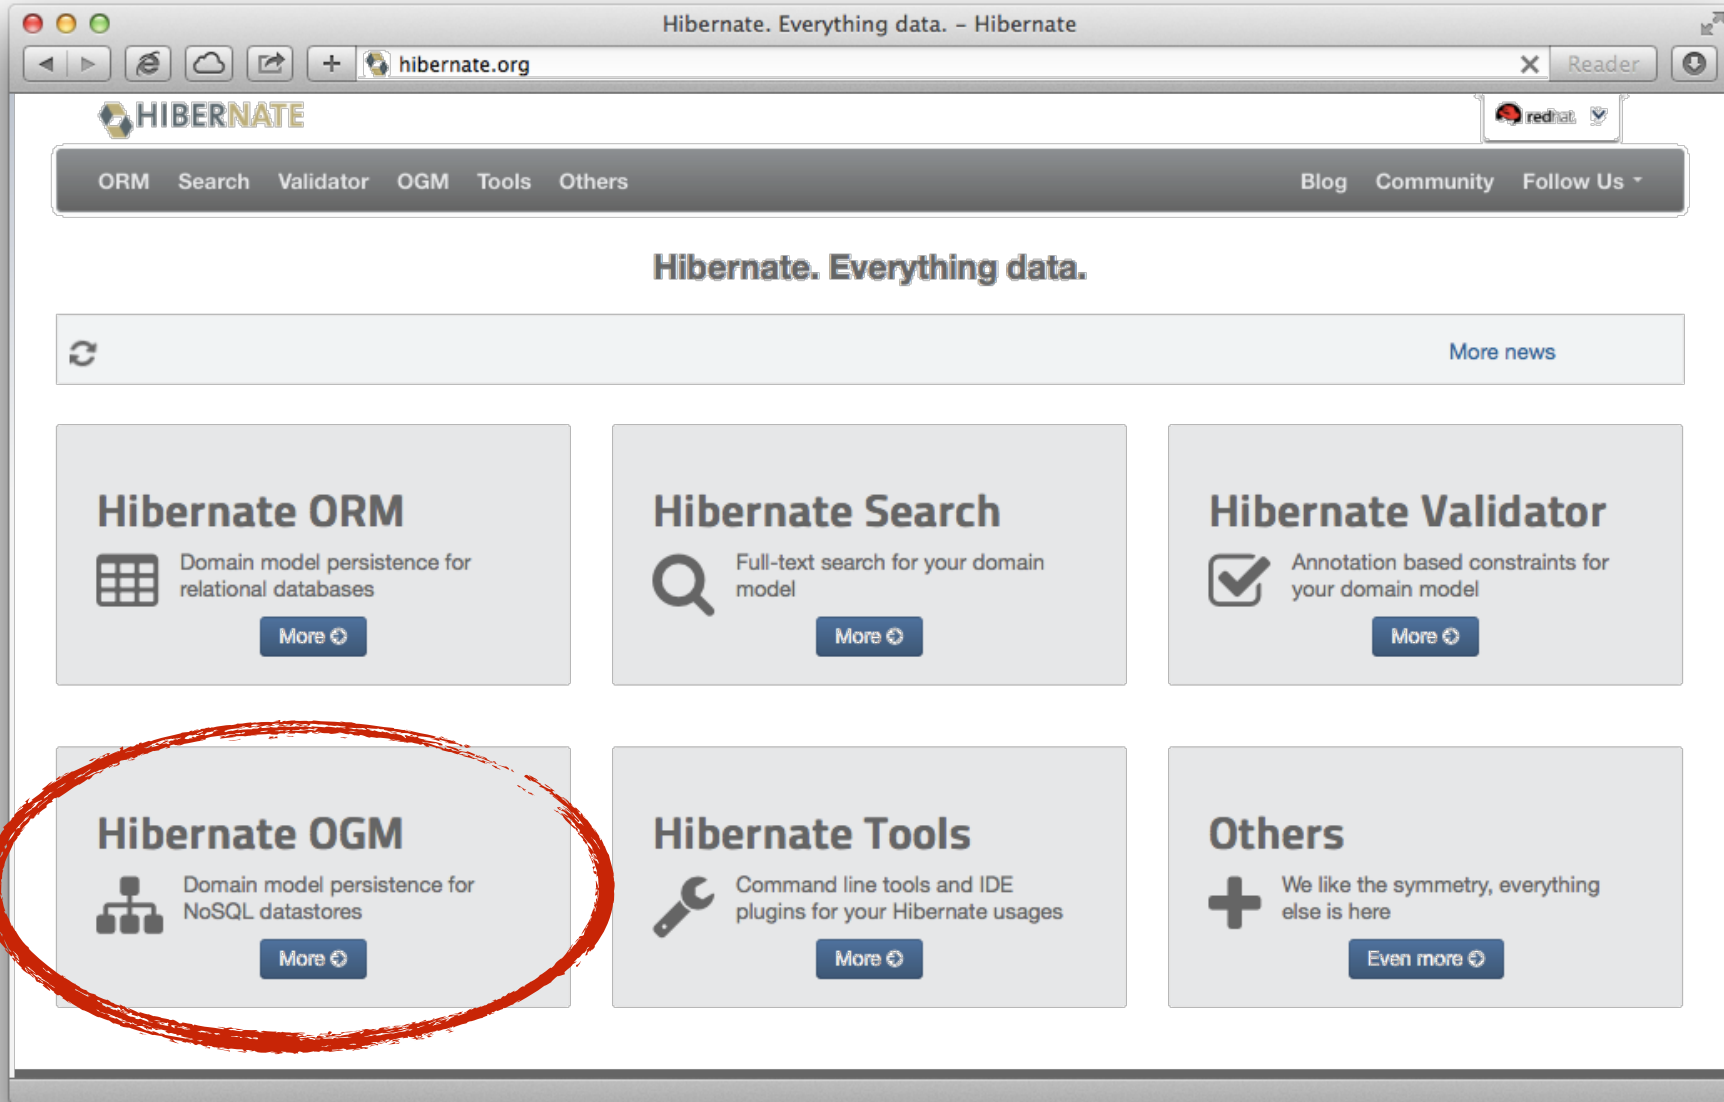 Hibernate. Everything data. – Hibernate
hibernate.org
Reader
HIBERNATE
redhat.
ORM Search Validator OGM Tools Others Blog Community Follow Us
Hibernate. Everything data.
More news
Hibernate ORM
Domain model persistence for
relational databases
More
Hibernate Search
Full-text search for your domain
model
More
Hibernate Validator
Annotation based constraints for
your domain model
More
Hibernate OGM
Domain model persistence for
NoSQL datastores
More
Hibernate Tools
Command line tools and IDE
plugins for your Hibernate usages
More
Others
We like the symmetry, everything
else is here
Even more